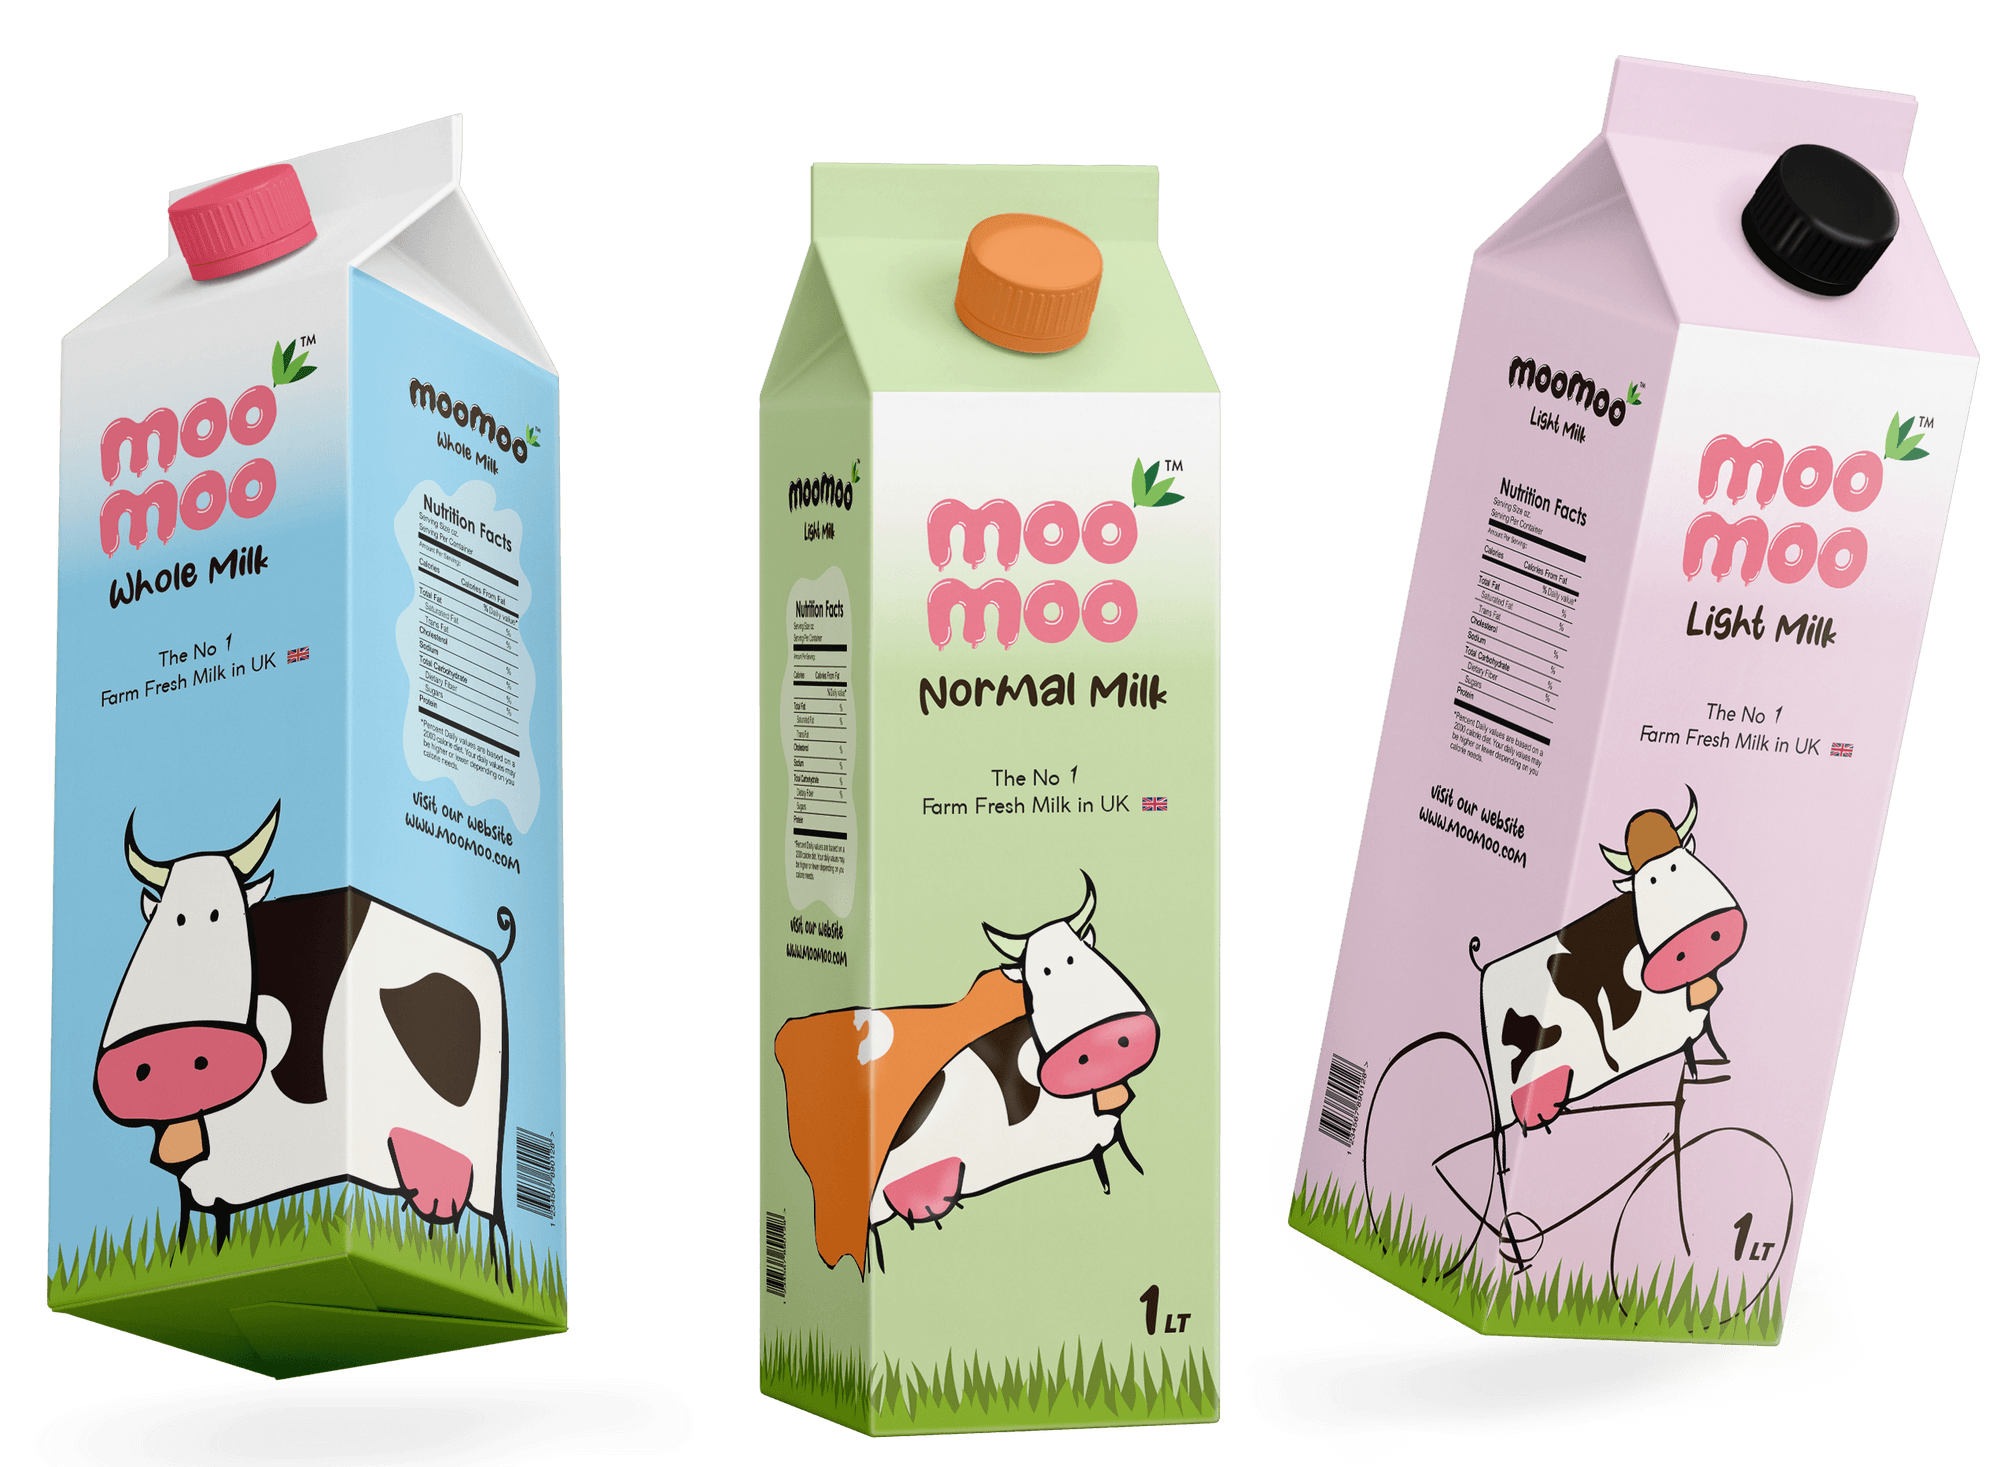 moo
moo
TM
Whole Milk
The No 1
Farm Fresh Milk in UK
moomoo
TM
Whole Milk
Nutrition Facts
Serving Size oz.
Serving Per Container
Amount Per Serving:
Calories Calories From Fat
% Daily value*
Total Fat %
Saturated Fat %
Trans Fat
Cholesterol %
Sodium %
Total Carbohydrate %
Dietary Fiber %
Sugars
Protein
*Percent Daily values are based on a
2000 calorie diet. Your daily values may
be higher or lower depending on you
calorie needs.
visit our website
www.moomoo.com
1 234567 890128 >
moomoo
Light Milk
Nutrition Facts
Serving Size oz.
Serving Per Container
Amount Per Serving:
Calories Calories From Fat
% Daily value*
Total Fat %
Saturated Fat %
Trans Fat
Cholesterol %
Sodium %
Total Carbohydrate %
Dietary Fiber %
Sugars
Protein
*Percent Daily values are based on a
2000 calorie diet. Your daily values may
be higher or lower depending on you
calorie needs.
visit our website
www.moomoo.com
moo
moo
TM
Normal Milk
The No 1
Farm Fresh Milk in UK
1 LT
moomoo
TM
Light Milk
Nutrition Facts
Serving Size oz.
Serving Per Container
Amount Per Serving:
Calories Calories From Fat
% Daily value*
Total Fat %
Saturated Fat %
Trans Fat
Cholesterol %
Sodium %
Total Carbohydrate %
Dietary Fiber %
Sugars
Protein
*Percent Daily values are based on a
2000 calorie diet. Your daily values may
be higher or lower depending on you
calorie needs.
visit our website
www.moomoo.com
1 234567 890128 >
moo
moo
TM
Light Milk
The No 1
Farm Fresh Milk in UK
1 LT